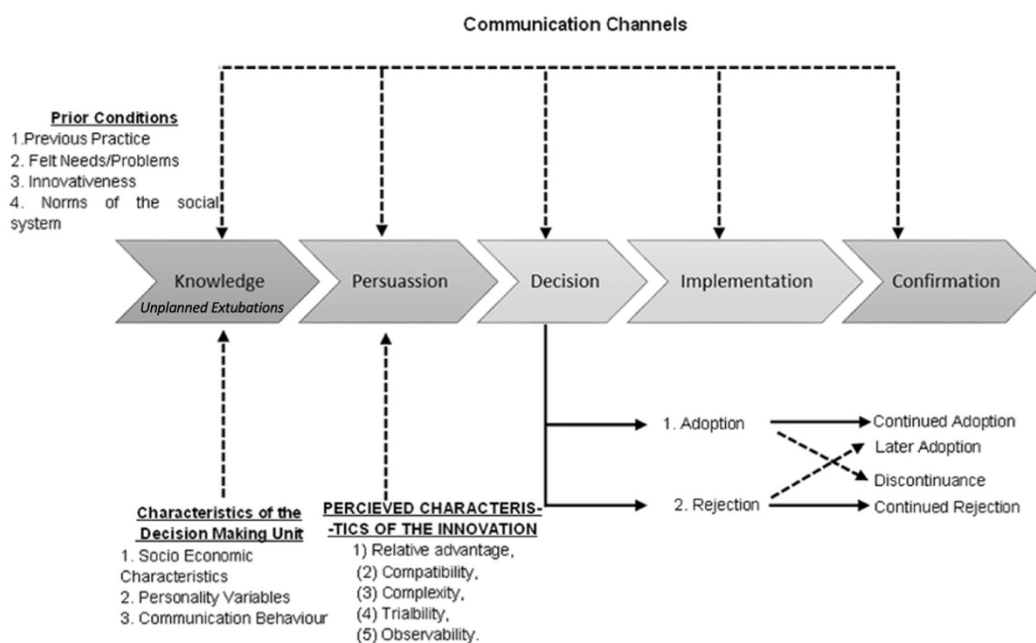 Communication Channels
Prior Conditions
1.Previous Practice
2. Felt Needs/Problems
3. Innovativeness
4. Norms of the social
system
Knowledge
Unplanned Extubations
Persuassion
Decision
Implementation
Confirmation
1. Adoption
Continued Adoption
Later Adoption
Discontinuance
2. Rejection
Continued Rejection
Characteristics of the
Decision Making Unit
1. Socio Economic
Characteristics
2. Personality Variables
3. Communication Behaviour
PERCIEVED CHARACTERIS-
-TICS OF THE INNOVATION
1) Relative advantage,
(2) Compatibility,
(3) Complexity,
(4) Trialbility,
(5) Observability.